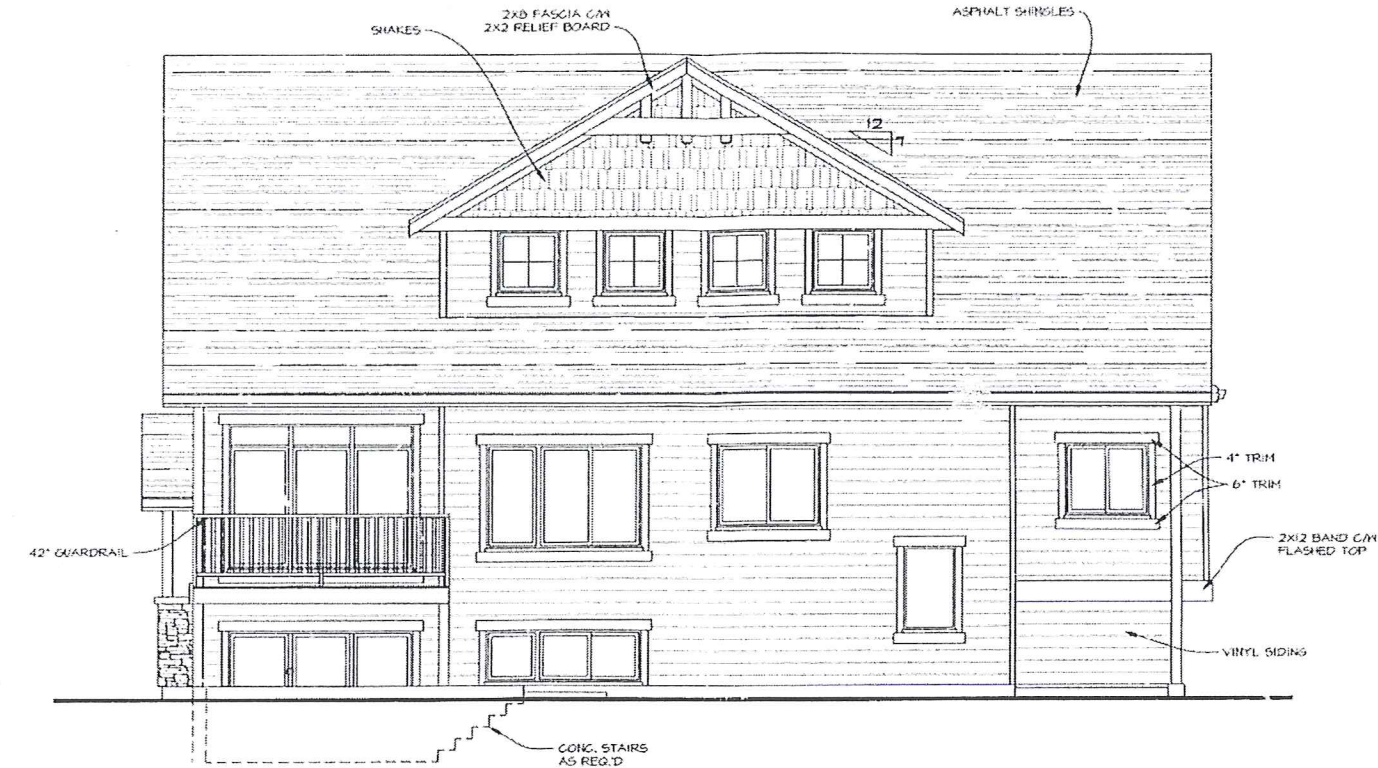 2X8 FASCIA C/W
2X2 RELIEF BOARD
SHAKES
ASPHALT SHINGLES
12
7
4" TRIM
6" TRIM
42" GUARDRAIL
2X12 BAND C/W
FLASHED TOP
VINYL SIDING
CONC. STAIRS
AS REQ'D